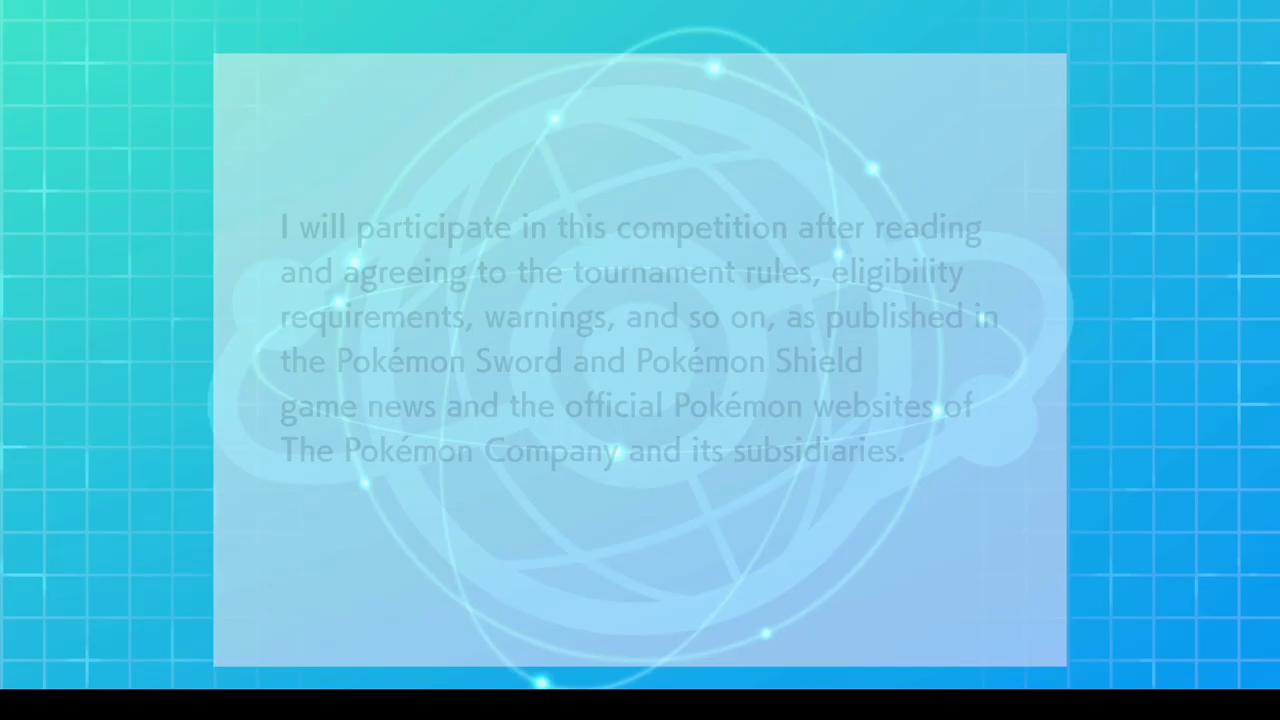 I will participate in this competition after reading
and agreeing to the tournament rules, eligibility
requirements, warnings, and so on, as published in
the Pokémon Sword and Pokémon Shield
game news and the official Pokémon websites of
The Pokémon Company and its subsidiaries.